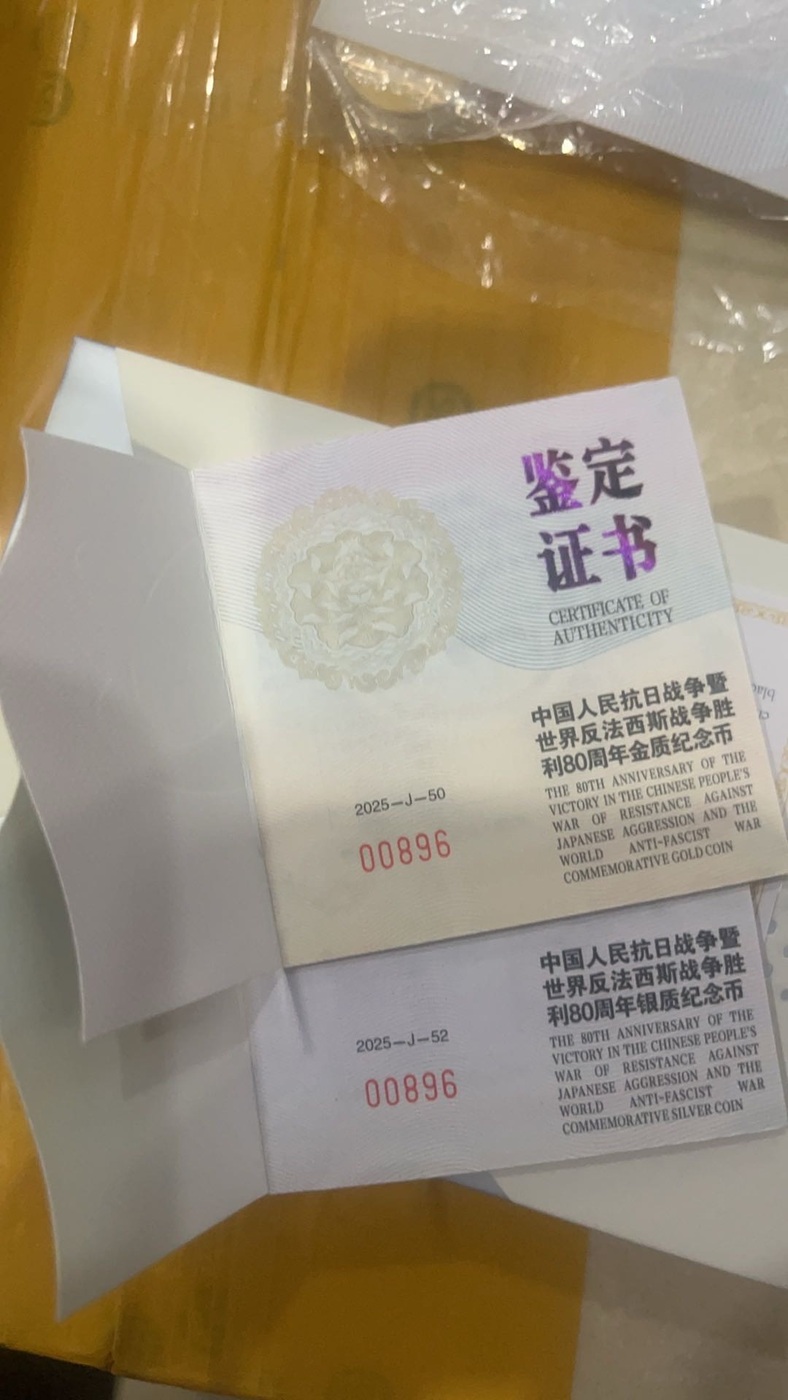 鉴定
证书
CERTIFICATE OF
AUTHENTICITY
中国人民抗日战争暨
世界反法西斯战争胜
利80周年金质纪念币
THE 80TH ANNIVERSARY OF THE
VICTORY IN THE CHINESE PEOPLE'S
WAR OF RESISTANCE AGAINST
JAPANESE AGGRESSION AND THE
WORLD ANTI-FASCIST WAR
COMMEMORATIVE GOLD COIN
2025-J-50
00896
中国人民抗日战争暨
世界反法西斯战争胜
利80周年银质纪念币
THE 80TH ANNIVERSARY OF THE
VICTORY IN THE CHINESE PEOPLE'S
WAR OF RESISTANCE AGAINST
JAPANESE AGGRESSION AND THE
WORLD ANTI-FASCIST WAR
COMMEMORATIVE SILVER COIN
2025-J-52
00896